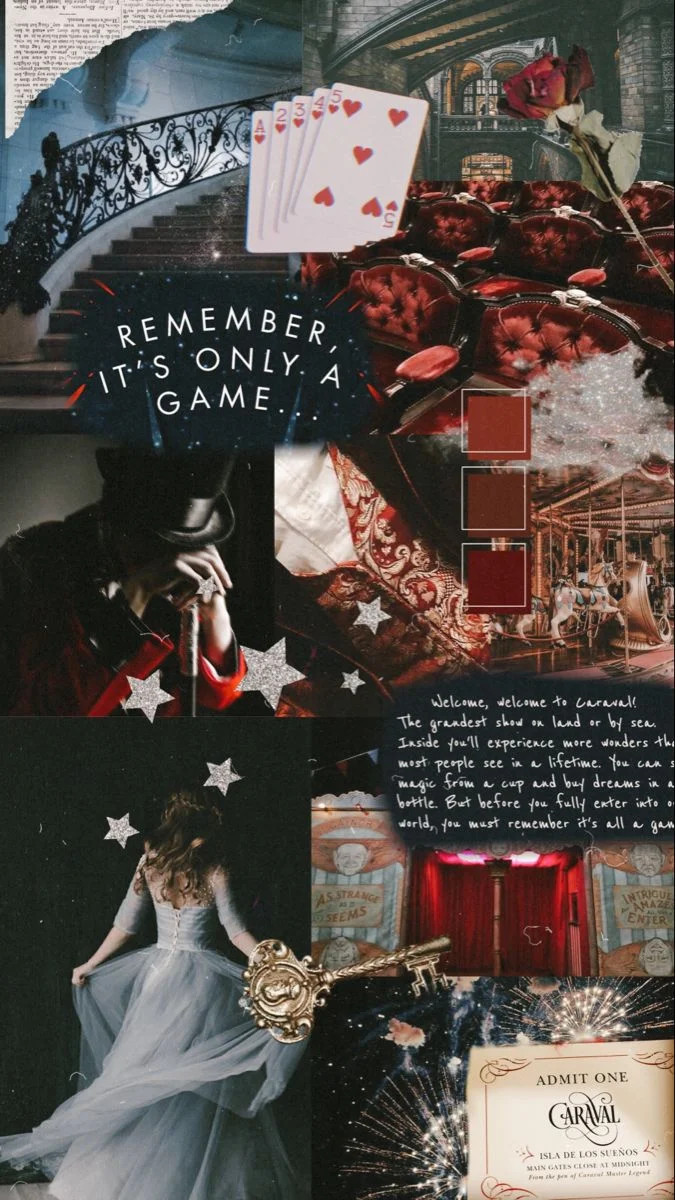 A
2
3
4
5
5
REMEMBER,
IT'S ONLY A
GAME...
Welcome, welcome to Caraval!
The grandest show on land or by sea.
Inside you'll experience more wonders tha
most people see in a lifetime. You can s
magic from a cup and buy dreams in a
bottle. But before you fully enter into o
world, you must remember it's all a gam
AS STRANGE
AS IT
SEEMS
INTRIGUE
AMAZE
ENTER
ADMIT ONE
CARAVAL
ISLA DE LOS SUEÑOS
MAIN GATES CLOSE AT MIDNIGHT
From the pen of Caraval Master Legend